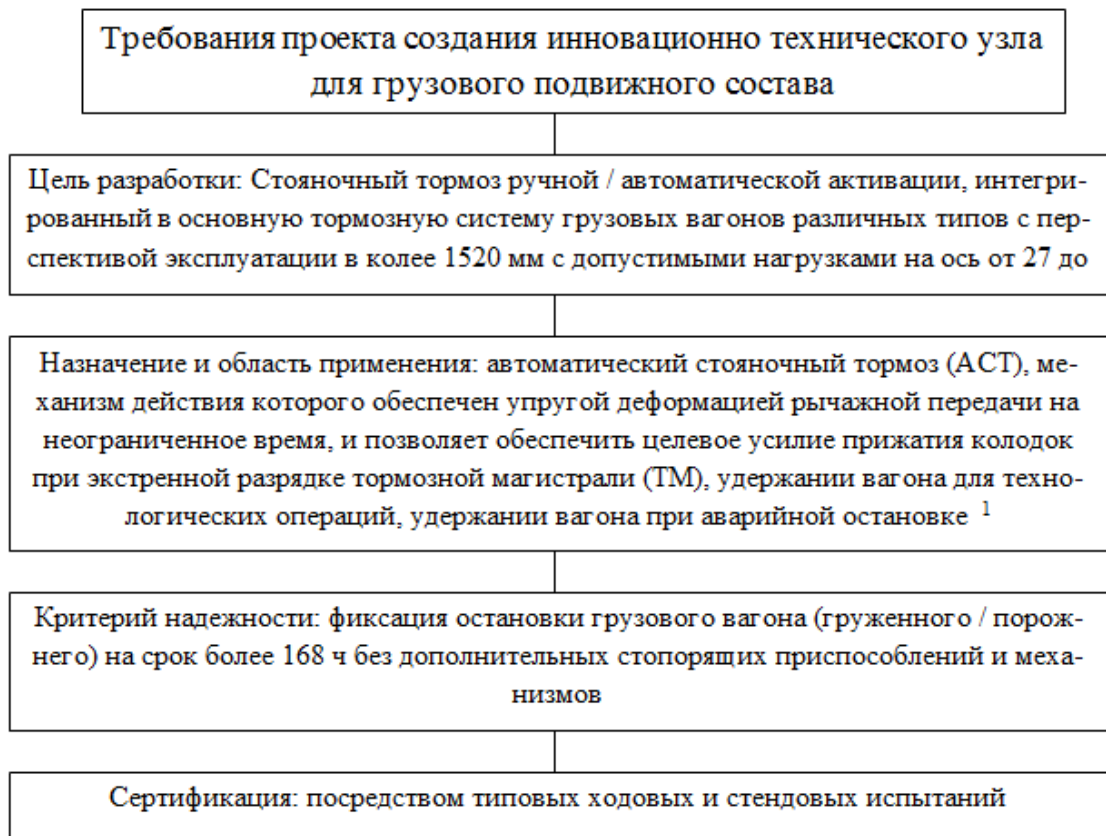 Требования проекта создания инновационно технического узла
для грузового подвижного состава
Цель разработки: Стояночный тормоз ручной / автоматической активации, интегри-
рованный в основную тормозную систему грузовых вагонов различных типов с пер-
спективой эксплуатации в колее 1520 мм с допустимыми нагрузками на ось от 27 до
Назначение и область применения: автоматический стояночный тормоз (АСТ), ме-
ханизм действия которого обеспечен упругой деформацией рычажной передачи на
неограниченное время, и позволяет обеспечить целевое усилие прижатия колодок
при экстренной разрядке тормозной магистрали (ТМ), удержании вагона для техно-
логических операций, удержании вагона при аварийной остановке ¹
Критерий надежности: фиксация остановки грузового вагона (груженного / порож-
него) на срок более 168 ч без дополнительных стопорящих приспособлений и меха-
низмов
Сертификация: посредством типовых ходовых и стендовых испытаний